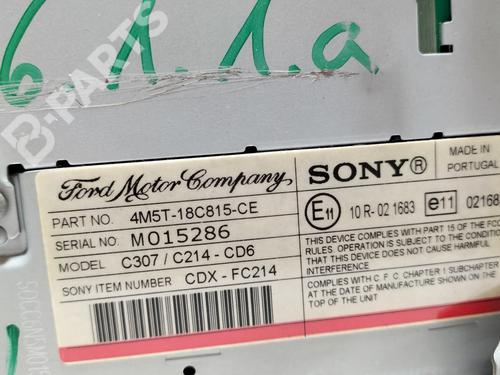 6 1.1.a
B-PARTS
Ford Motor Company
SONY®
MADE IN
PORTUGAL
PART NO. 4M5T-18C815-CE
SERIAL NO. M015286
MODEL C307 / C214 - CD6
SONY ITEM NUMBER CDX - FC214
E11 10 R- 02 1683 e11 02168
THIS DEVICE COMPLIES WITH PART 15 OF THE FCC
RULES. OPERATION IS SUBJECT TO THE CONDITION
THAT THIS DEVICE DOES NOT CAUSE HARMFUL
INTERFERENCE
COMPLIES WITH C. F. C. CHAPTER 1 SUBCHAPTER
AT THE DATE OF MANUFACTURE SHOWN ON
TOP OF THE UNIT